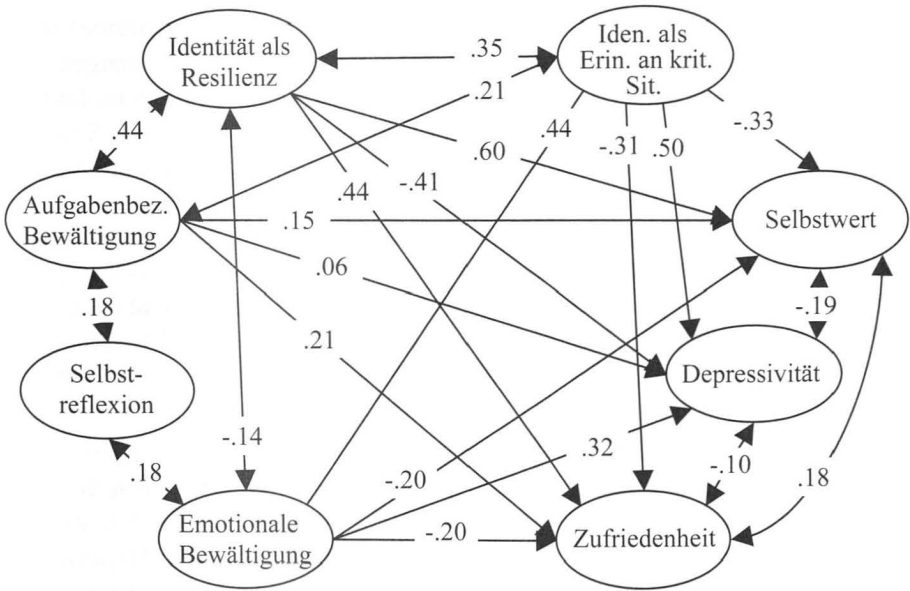 Identität als
Resilienz
Iden. als
Erin. an krit.
Sit.
.35
.21
.44
.44
-.31
.50
-.33
.60
.44
-.41
Aufgabenbez.
Bewältigung
.15
Selbstwert
.06
.18
-.19
.21
Selbst-
reflexion
Depressivität
-.14
.32
-.10
.18
.18
-.20
Emotionale
Bewältigung
-.20
Zufriedenheit